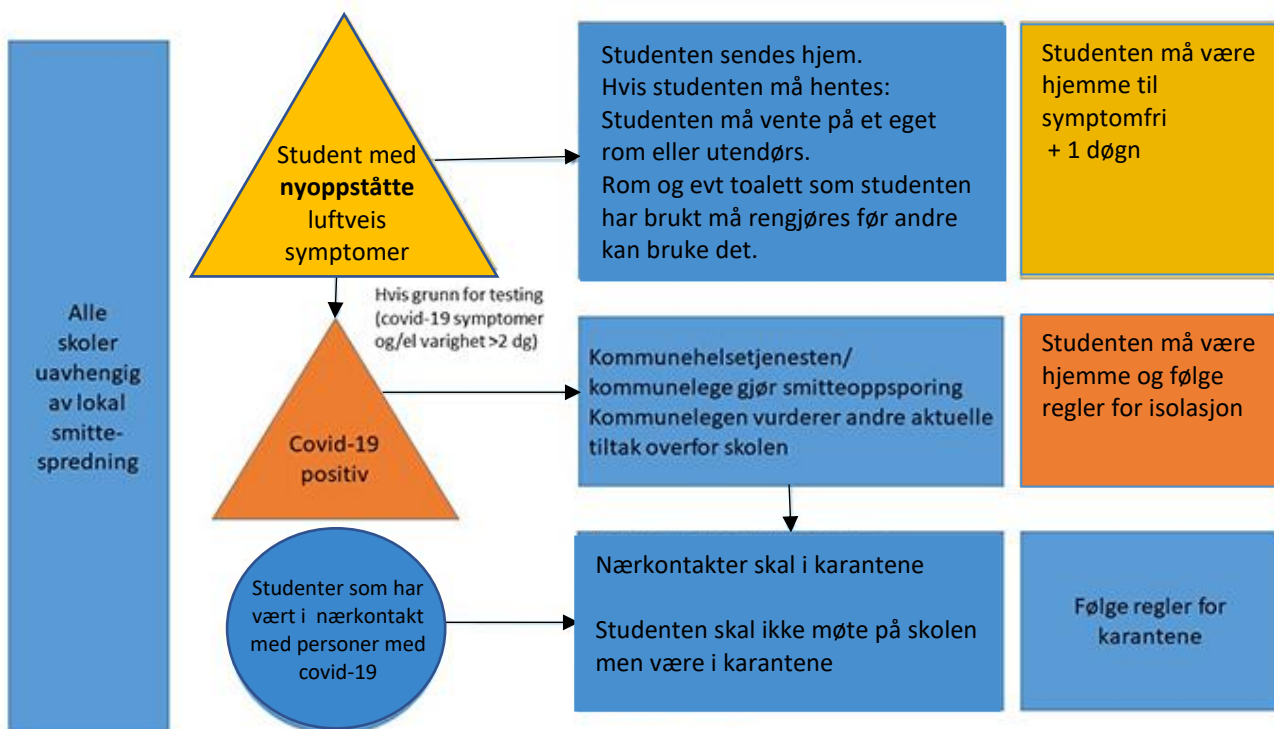 Alle
skoler
uavhengig
av lokal
smitte-
spredning
Student med
nyoppståtte
luftveis
symptomer
Studenten sendes hjem.
Hvis studenten må hentes:
Studenten må vente på et eget
rom eller utendørs.
Rom og evt toalett som studenten
har brukt må rengjøres før andre
kan bruke det.
Studenten må være
hjemme til
symptomfri
+ 1 døgn
Hvis grunn for testing
(covid-19 symptomer
og/el varighet >2 dg)
Covid-19
positiv
Kommunehelsetjenesten/
kommunelege gjør smitteoppsporing
Kommunelegen vurderer andre aktuelle
tiltak overfor skolen
Studenten må være
hjemme og følge
regler for isolasjon
Studenter som har
vært i nærkontakt
med personer med
covid-19
Nærkontakter skal i karantene
Studenten skal ikke møte på skolen
men være i karantene
Følge regler for
karantene